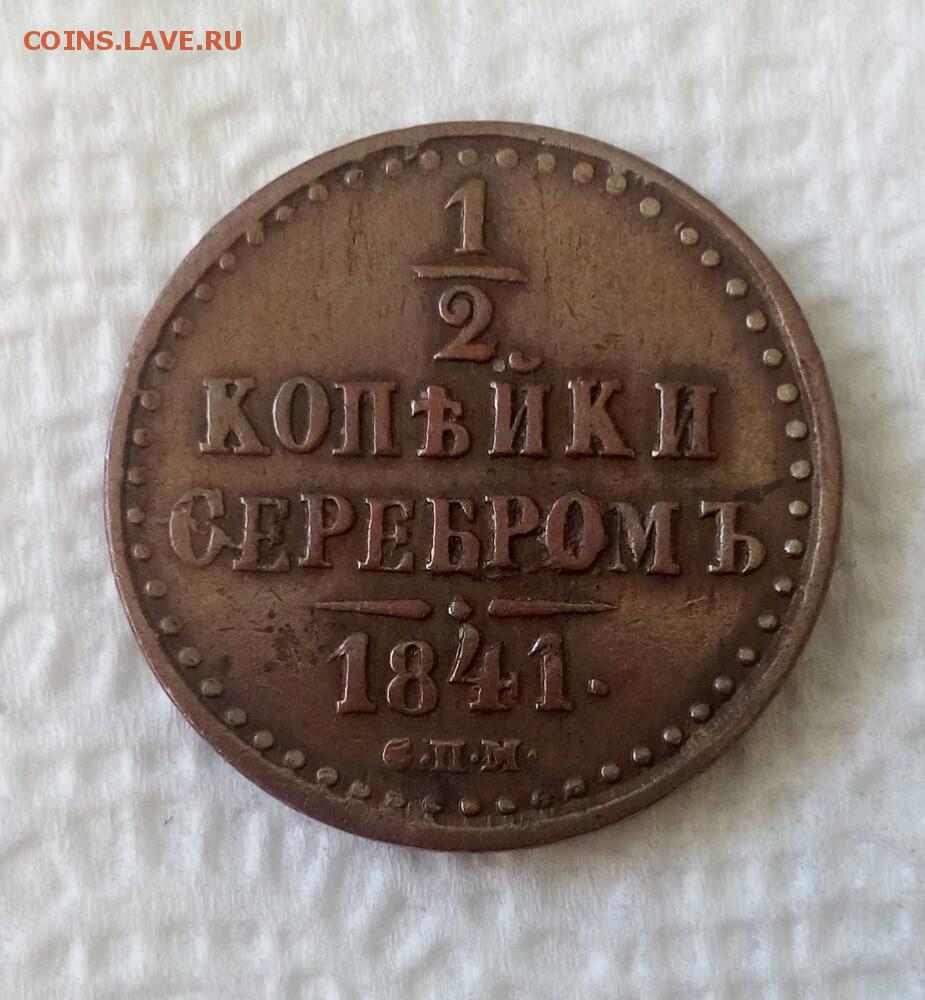 COINS.LAVE.RU
1
2
КОПѢЙКИ
СЕРЕБРОМЪ
1841.
С.П.М.